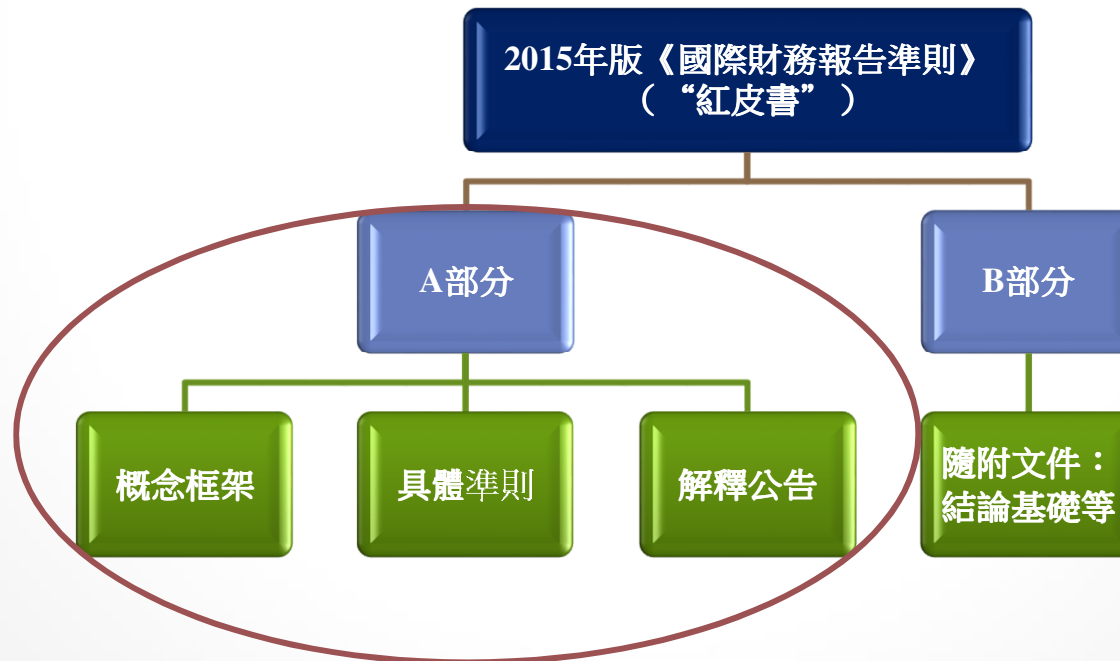 2015年版《國際財務報告準則》
（“紅皮書”）
A部分
B部分
概念框架
具體準則
解釋公告
隨附文件：
結論基礎等